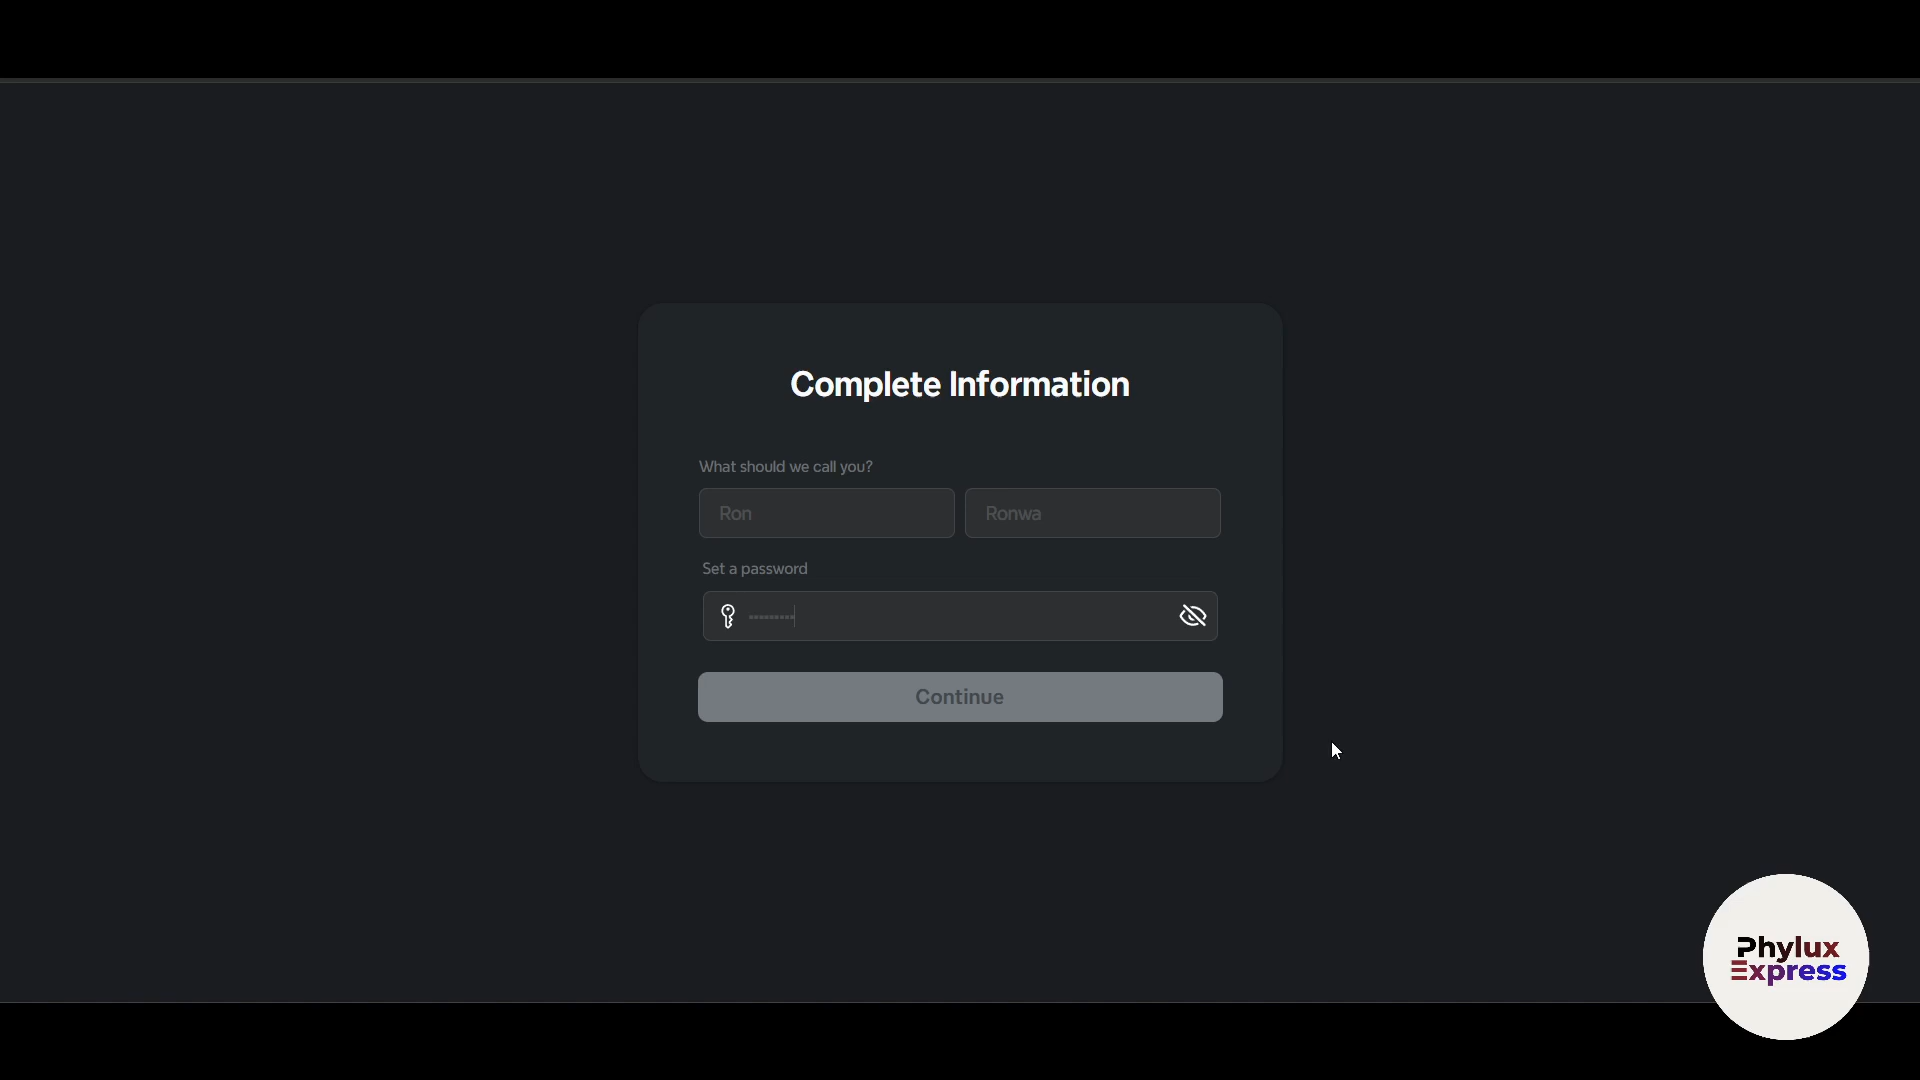 Complete Information
What should we call you?
Ron Ronwa
Set a password
Continue
Phylux
Express